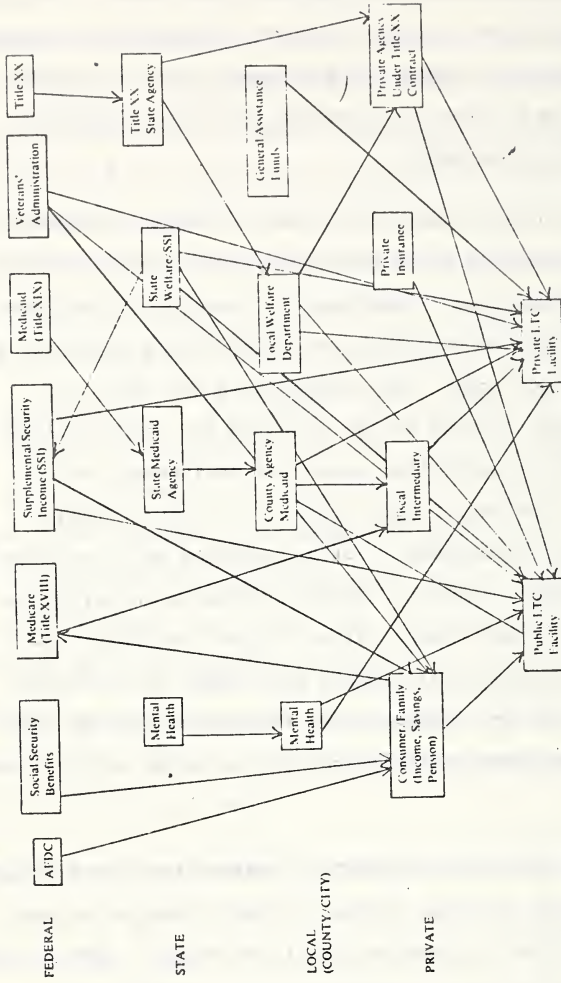 FEDERAL
AFDC
Social Security
Benefits
Medicare
(Title XVIII)
Supplemental Security
Income (SSI)
Medicaid
(Title XIX)
Veterans'
Administration
Title XX
STATE
Mental
Health
State Medicaid
Agency
State
Welfare/SSI
Title XX
State Agency
LOCAL
(COUNTY/CITY)
Mental
Health
County Agency
Medicaid
Local Welfare
Department
General Assistance
Funds
PRIVATE
Consumer, Family
(Income, Savings,
Pension)
Fiscal
Intermediary
Private
Insurance
Private Agency
Under Title XX
Contract
Public LTC
Facility
Private LTC
Facility